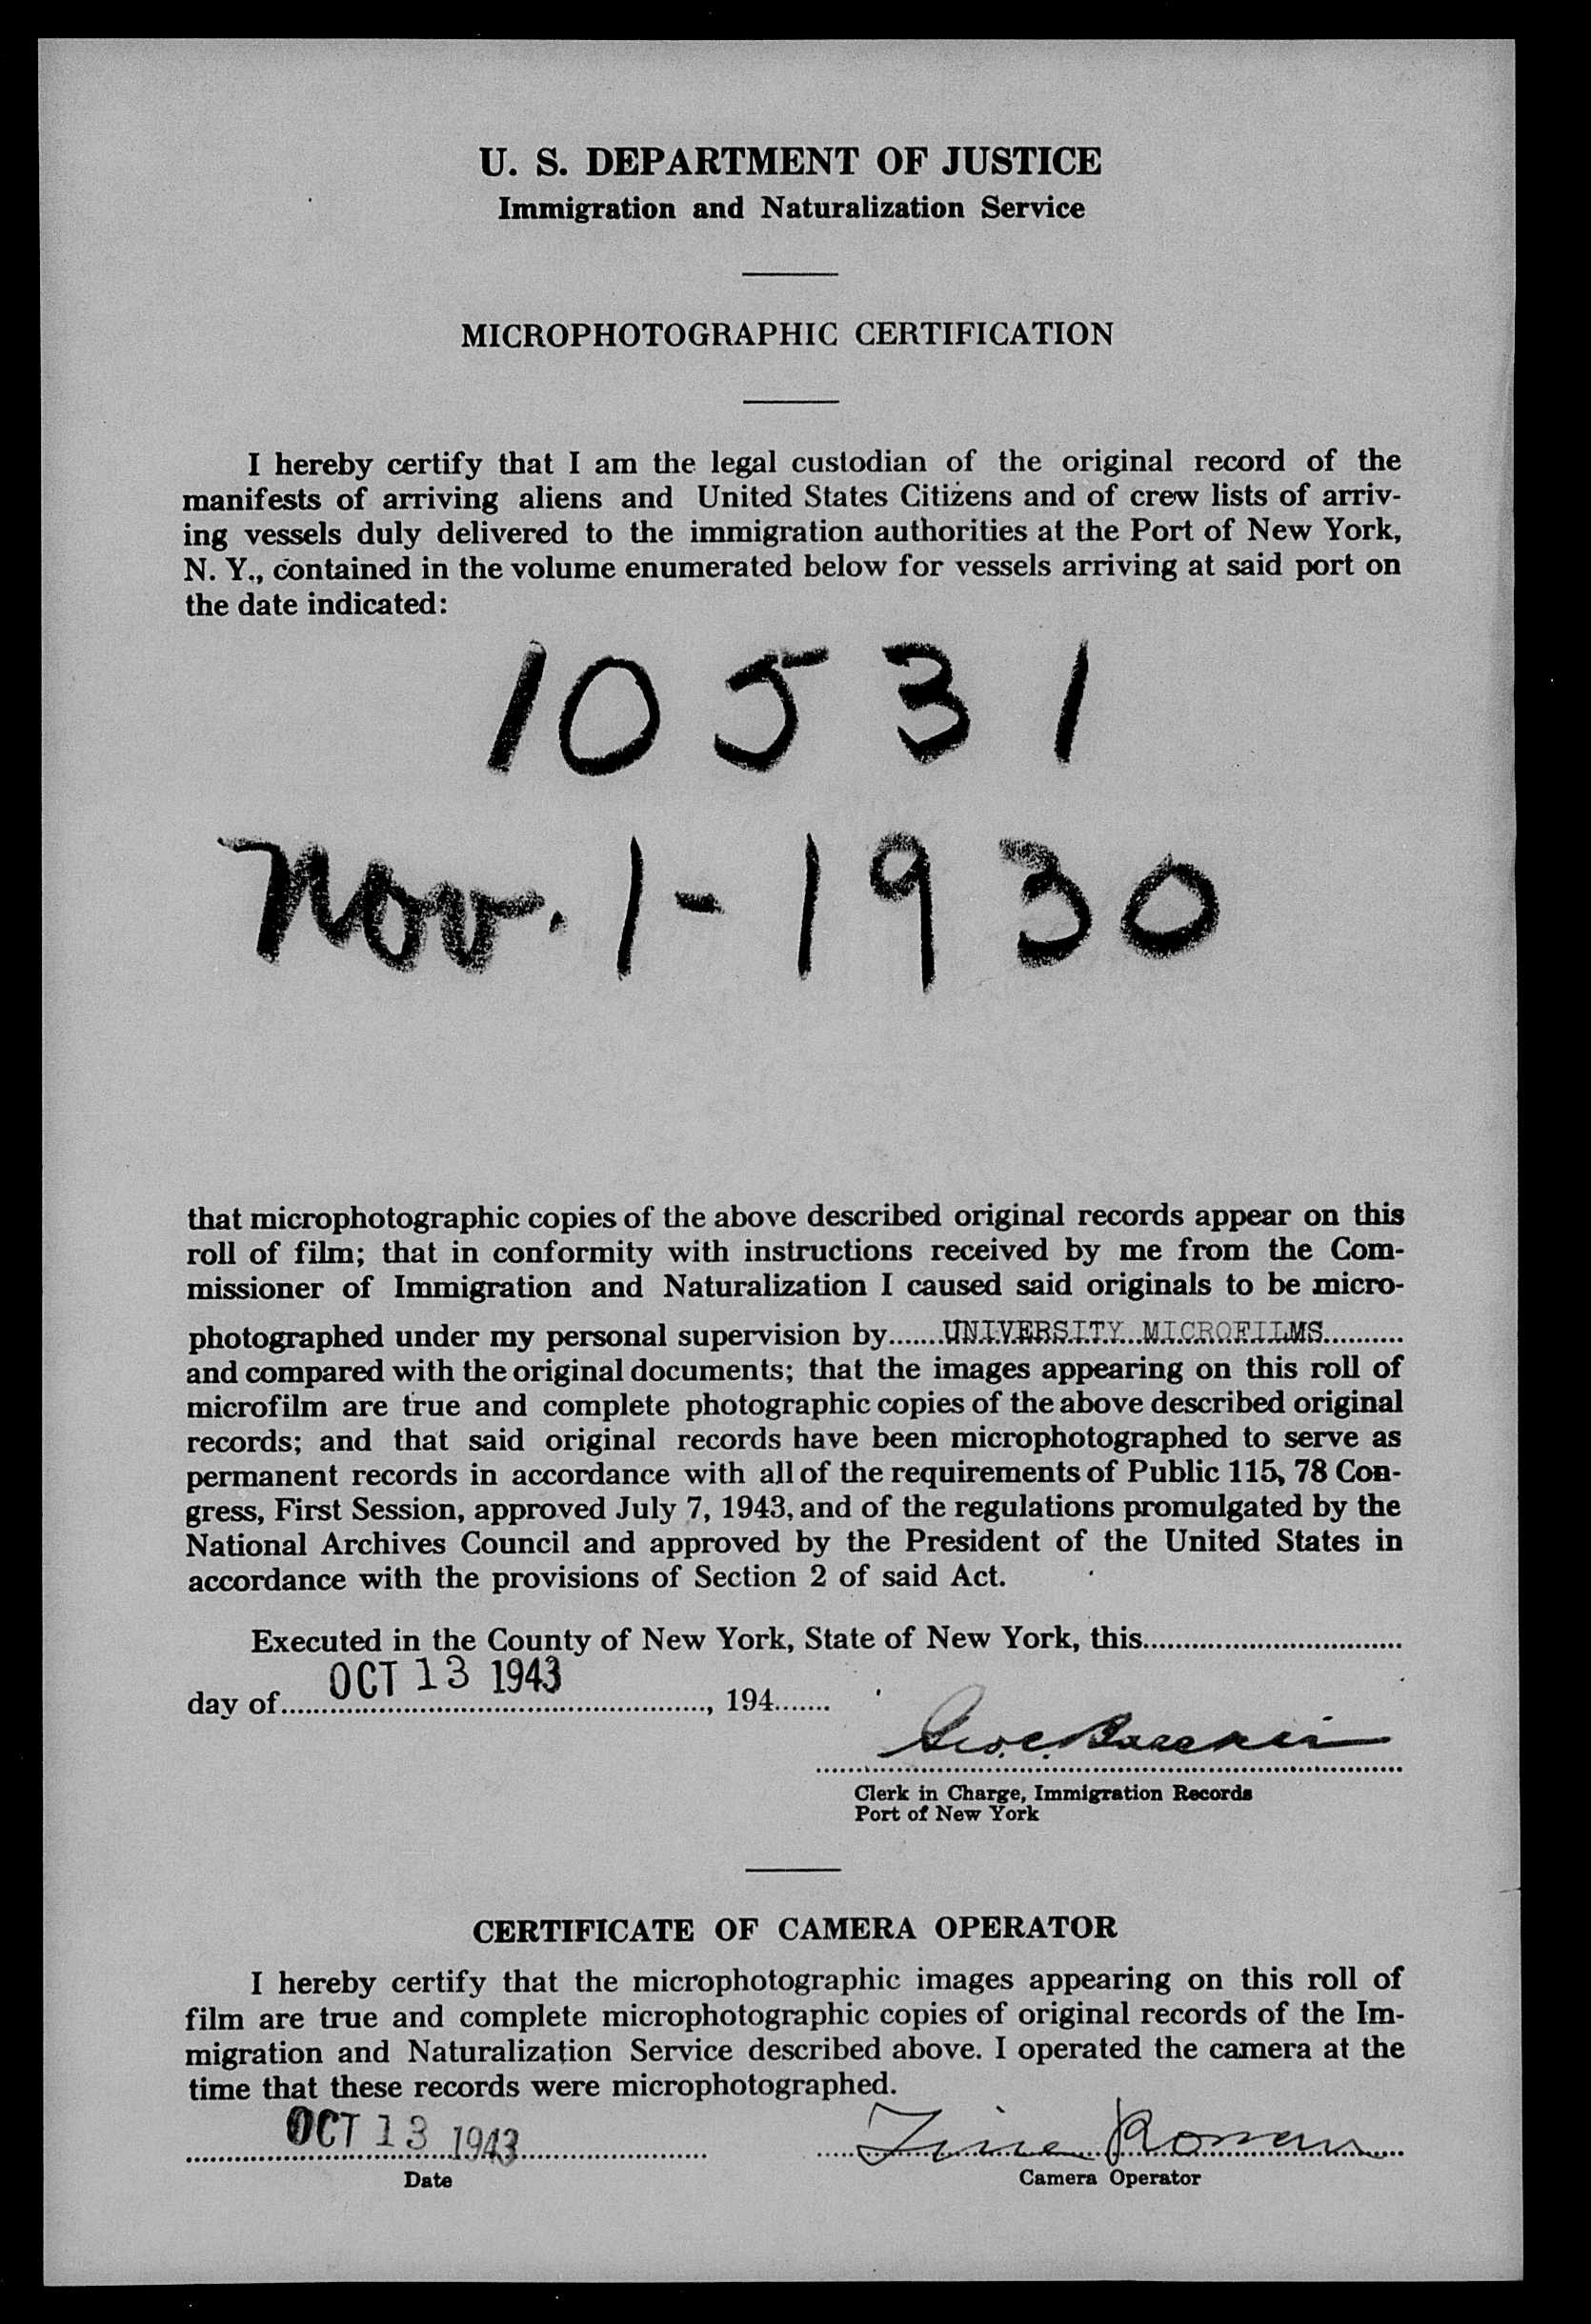 U. S. DEPARTMENT OF JUSTICE
Immigration and Naturalization Service
MICROPHOTOGRAPHIC CERTIFICATION
I hereby certify that I am the legal custodian of the original record of the
manifests of arriving aliens and United States Citizens and of crew lists of arriv-
ing vessels duly delivered to the immigration authorities at the Port of New York,
N. Y., contained in the volume enumerated below for vessels arriving at said port on
the date indicated:
10531
Nov. 1 - 1930
that microphotographic copies of the above described original records appear on this
roll of film; that in conformity with instructions received by me from the Com-
missioner of Immigration and Naturalization I caused said originals to be micro-
photographed under my personal supervision by UNIVERSITY MICROFILMS
and compared with the original documents; that the images appearing on this roll of
microfilm are true and complete photographic copies of the above described original
records; and that said original records have been microphotographed to serve as
permanent records in accordance with all of the requirements of Public 115, 78 Con-
gress, First Session, approved July 7, 1943, and of the regulations promulgated by the
National Archives Council and approved by the President of the United States in
accordance with the provisions of Section 2 of said Act.
Executed in the County of New York, State of New York, this
day of OCT 13 1943, 194
Geo. C.
Clerk in Charge, Immigration Records
Port of New York
CERTIFICATE OF CAMERA OPERATOR
I hereby certify that the microphotographic images appearing on this roll of
film are true and complete microphotographic copies of original records of the Im-
migration and Naturalization Service described above. I operated the camera at the
time that these records were microphotographed.
OCT 13 1943
Date
Camera Operator